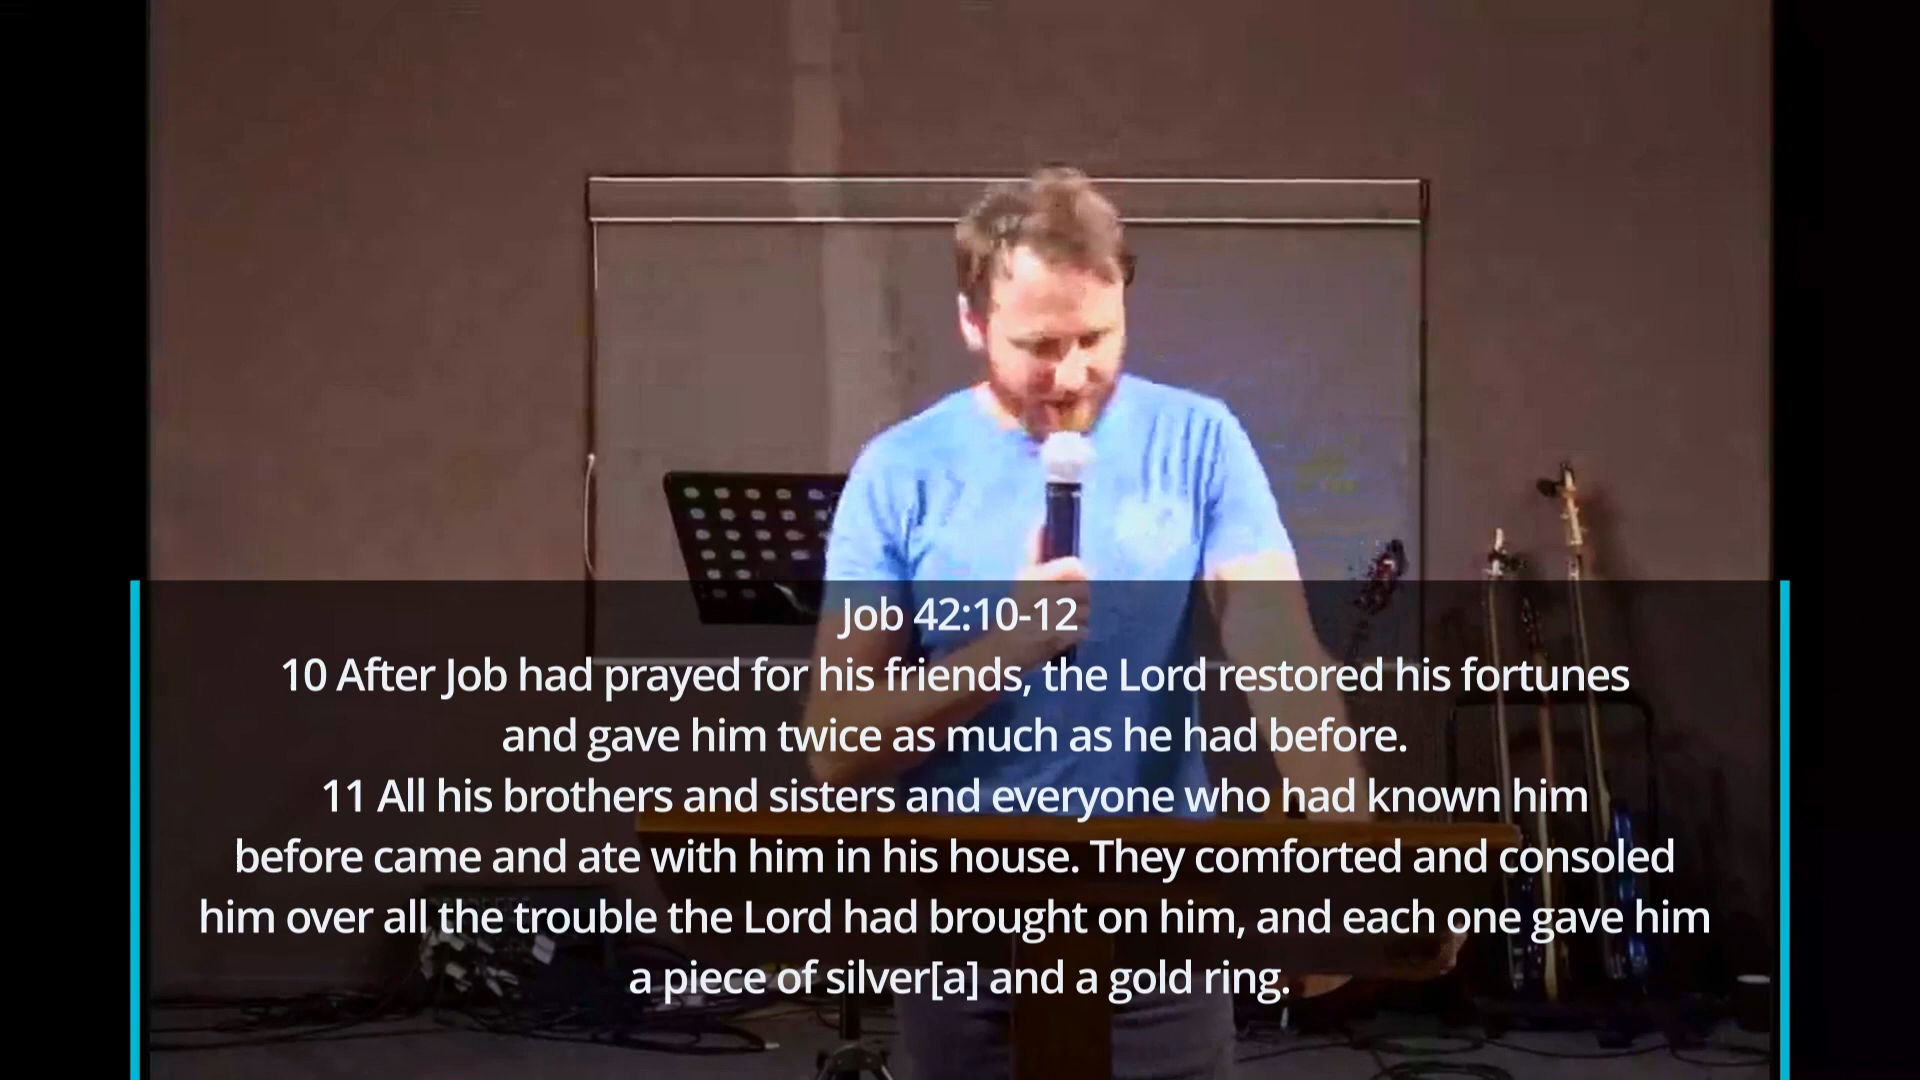 Job 42:10-12
10 After Job had prayed for his friends, the Lord restored his fortunes
and gave him twice as much as he had before.
11 All his brothers and sisters and everyone who had known him
before came and ate with him in his house. They comforted and consoled
him over all the trouble the Lord had brought on him, and each one gave him
a piece of silver[a] and a gold ring.